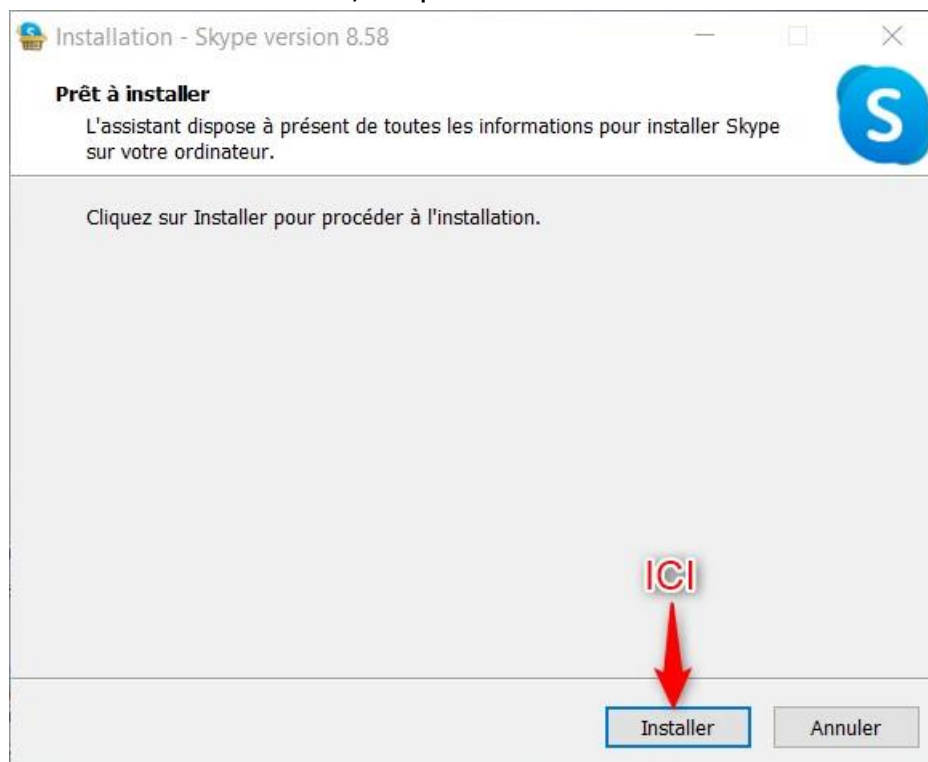 Installation - Skype version 8.58
Prêt à installer
L'assistant dispose à présent de toutes les informations pour installer Skype
sur votre ordinateur.
S
Cliquez sur Installer pour procéder à l'installation.
ICI
Installer
Annuler